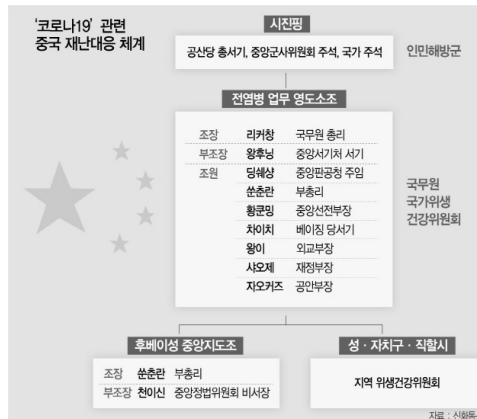 ‘코로나19’ 관련
중국 재난대응 체계
시진핑
공산당 총서기, 중앙군사위원회 주석, 국가 주석
인민해방군
전염병 업무 영도소조
조장 리커창 국무원 총리
부조장 왕후닝 중앙서기처 서기
조원 딩쉐샹 중앙판공청 주임
쑨춘란 부총리
황쿤밍 중앙선전부장
차이치 베이징 당서기
왕이 외교부장
샤오제 재정부장
자오커즈 공안부장
국무원
국가위생
건강위원회
후베이성 중앙지도조
조장 쑨춘란 부총리
부조장 천이신 중앙정법위원회 비서장
성·자치구·직할시
지역 위생건강위원회
자료 : 신화통